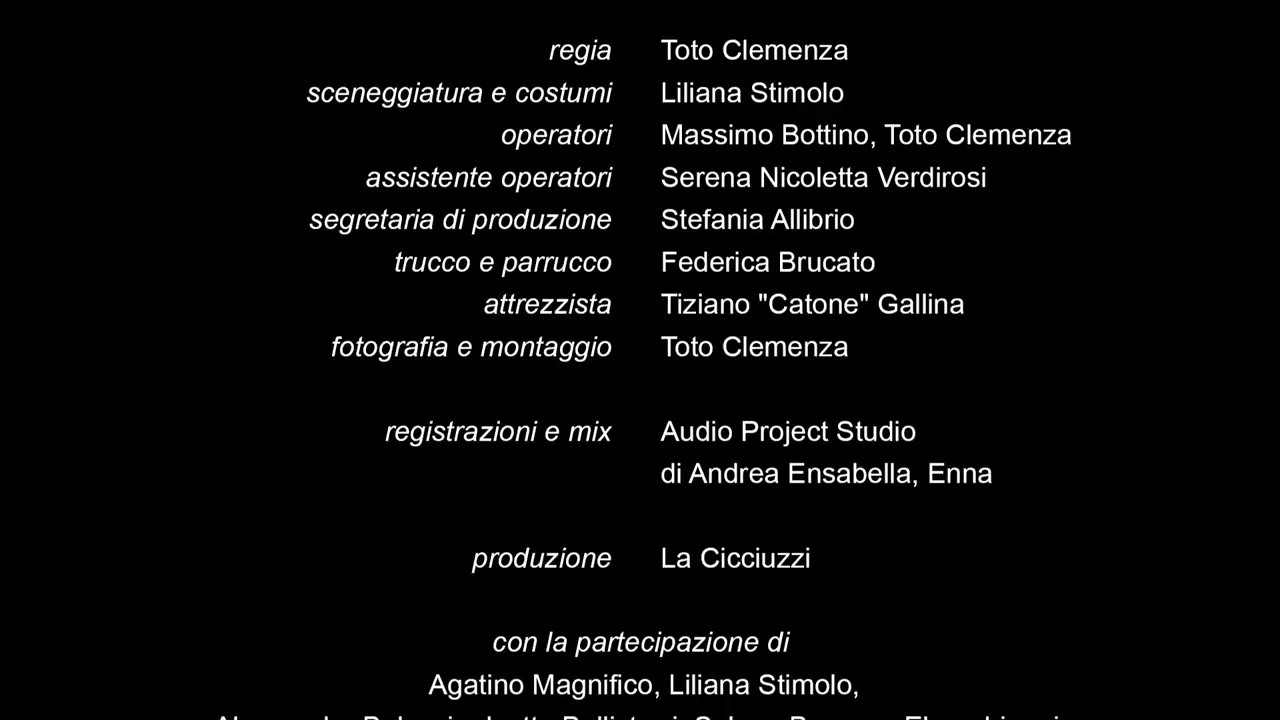 regia Toto Clemenza
sceneggiatura e costumi Liliana Stimolo
operatori Massimo Bottino, Toto Clemenza
assistente operatori Serena Nicoletta Verdirosi
segretaria di produzione Stefania Allibrio
trucco e parrucco Federica Brucato
attrezzista Tiziano "Catone" Gallina
fotografia e montaggio Toto Clemenza
registrazioni e mix Audio Project Studio
di Andrea Ensabella, Enna
produzione La Cicciuzzi
con la partecipazione di
Agatino Magnifico, Liliana Stimolo,